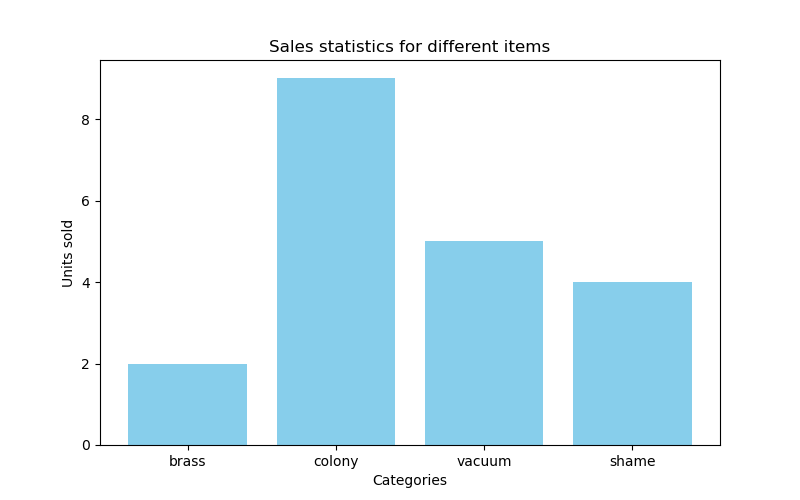 Sales statistics for different items
Units sold
8
6
4
2
0
brass colony vacuum shame
Categories